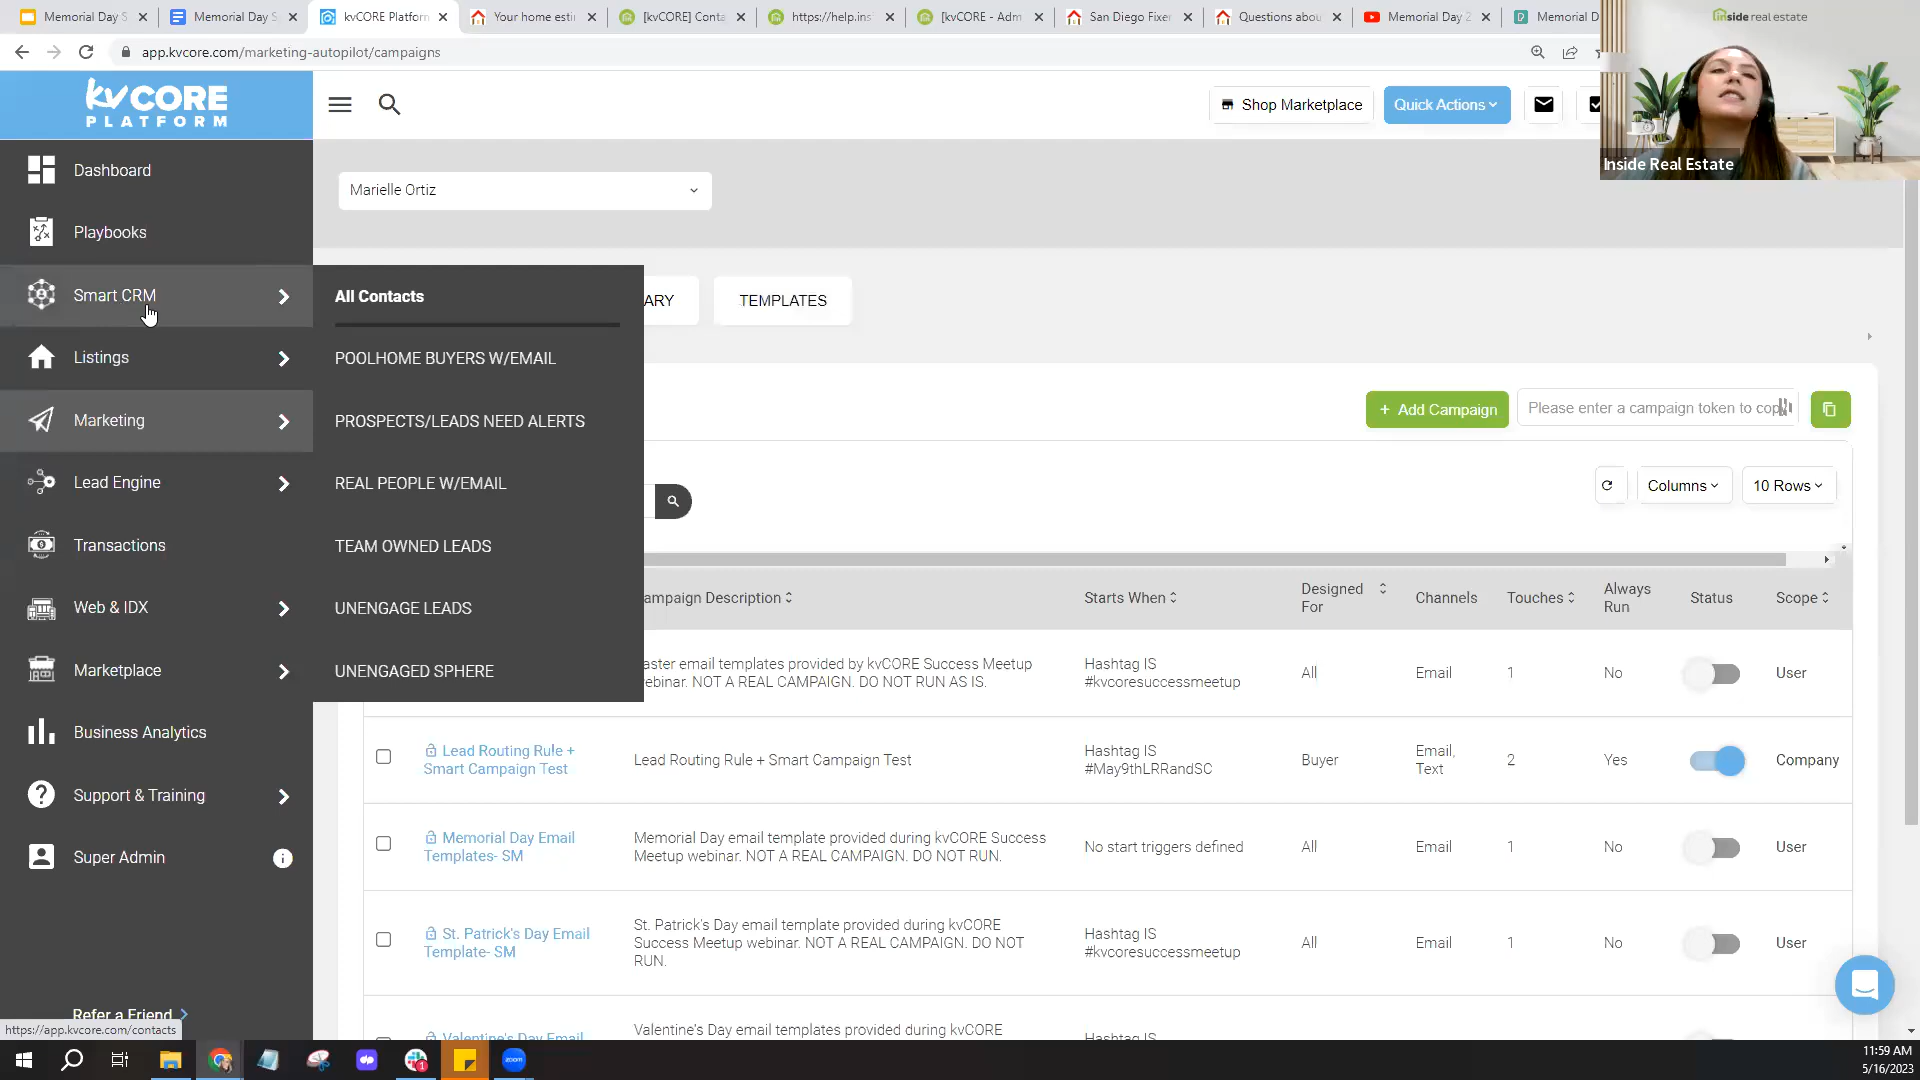 Memorial Day S
Memorial Day S
kvCORE Platform
Your home esti
[kvCORE] Conta
https://help.ins
[kvCORE - Adm
San Diego Fixer
Questions abou
Memorial Day 2
Memorial D
app.kvcore.com/marketing-autopilot/campaigns
inside real estate
Inside Real Estate
kvCORE
PLATFORM
Shop Marketplace
Quick Actions
Dashboard
Playbooks
Smart CRM
Listings
Marketing
Lead Engine
Transactions
Web & IDX
Marketplace
Business Analytics
Support & Training
Super Admin
Refer a Friend
https://app.kvcore.com/contacts
All Contacts
POOLHOME BUYERS W/EMAIL
PROSPECTS/LEADS NEED ALERTS
REAL PEOPLE W/EMAIL
TEAM OWNED LEADS
UNENGAGE LEADS
UNENGAGED SPHERE
Marielle Ortiz
ARY
TEMPLATES
+ Add Campaign
Please enter a campaign token to cop
Columns
10 Rows
ampaign Description
Starts When
Designed
For
Channels
Touches
Always
Run
Status
Scope
aster email templates provided by kvCORE Success Meetup
webinar. NOT A REAL CAMPAIGN. DO NOT RUN AS IS.
Hashtag IS
#kvcoresuccessmeetup
All
Email
1
No
User
Lead Routing Rule +
Smart Campaign Test
Lead Routing Rule + Smart Campaign Test
Hashtag IS
#May9thLRRandSC
Buyer
Email,
Text
2
Yes
Company
Memorial Day Email
Templates- SM
Memorial Day email template provided during kvCORE Success
Meetup webinar. NOT A REAL CAMPAIGN. DO NOT RUN.
No start triggers defined
All
Email
1
No
User
St. Patrick's Day Email
Template- SM
St. Patrick's Day email template provided during kvCORE
Success Meetup webinar. NOT A REAL CAMPAIGN. DO NOT
RUN.
Hashtag IS
#kvcoresuccessmeetup
All
Email
1
No
User
Valentine's Day Email
Valentine's Day email templates provided during kvCORE
Hashtag IS
zoom
1
11:59 AM
5/16/2023